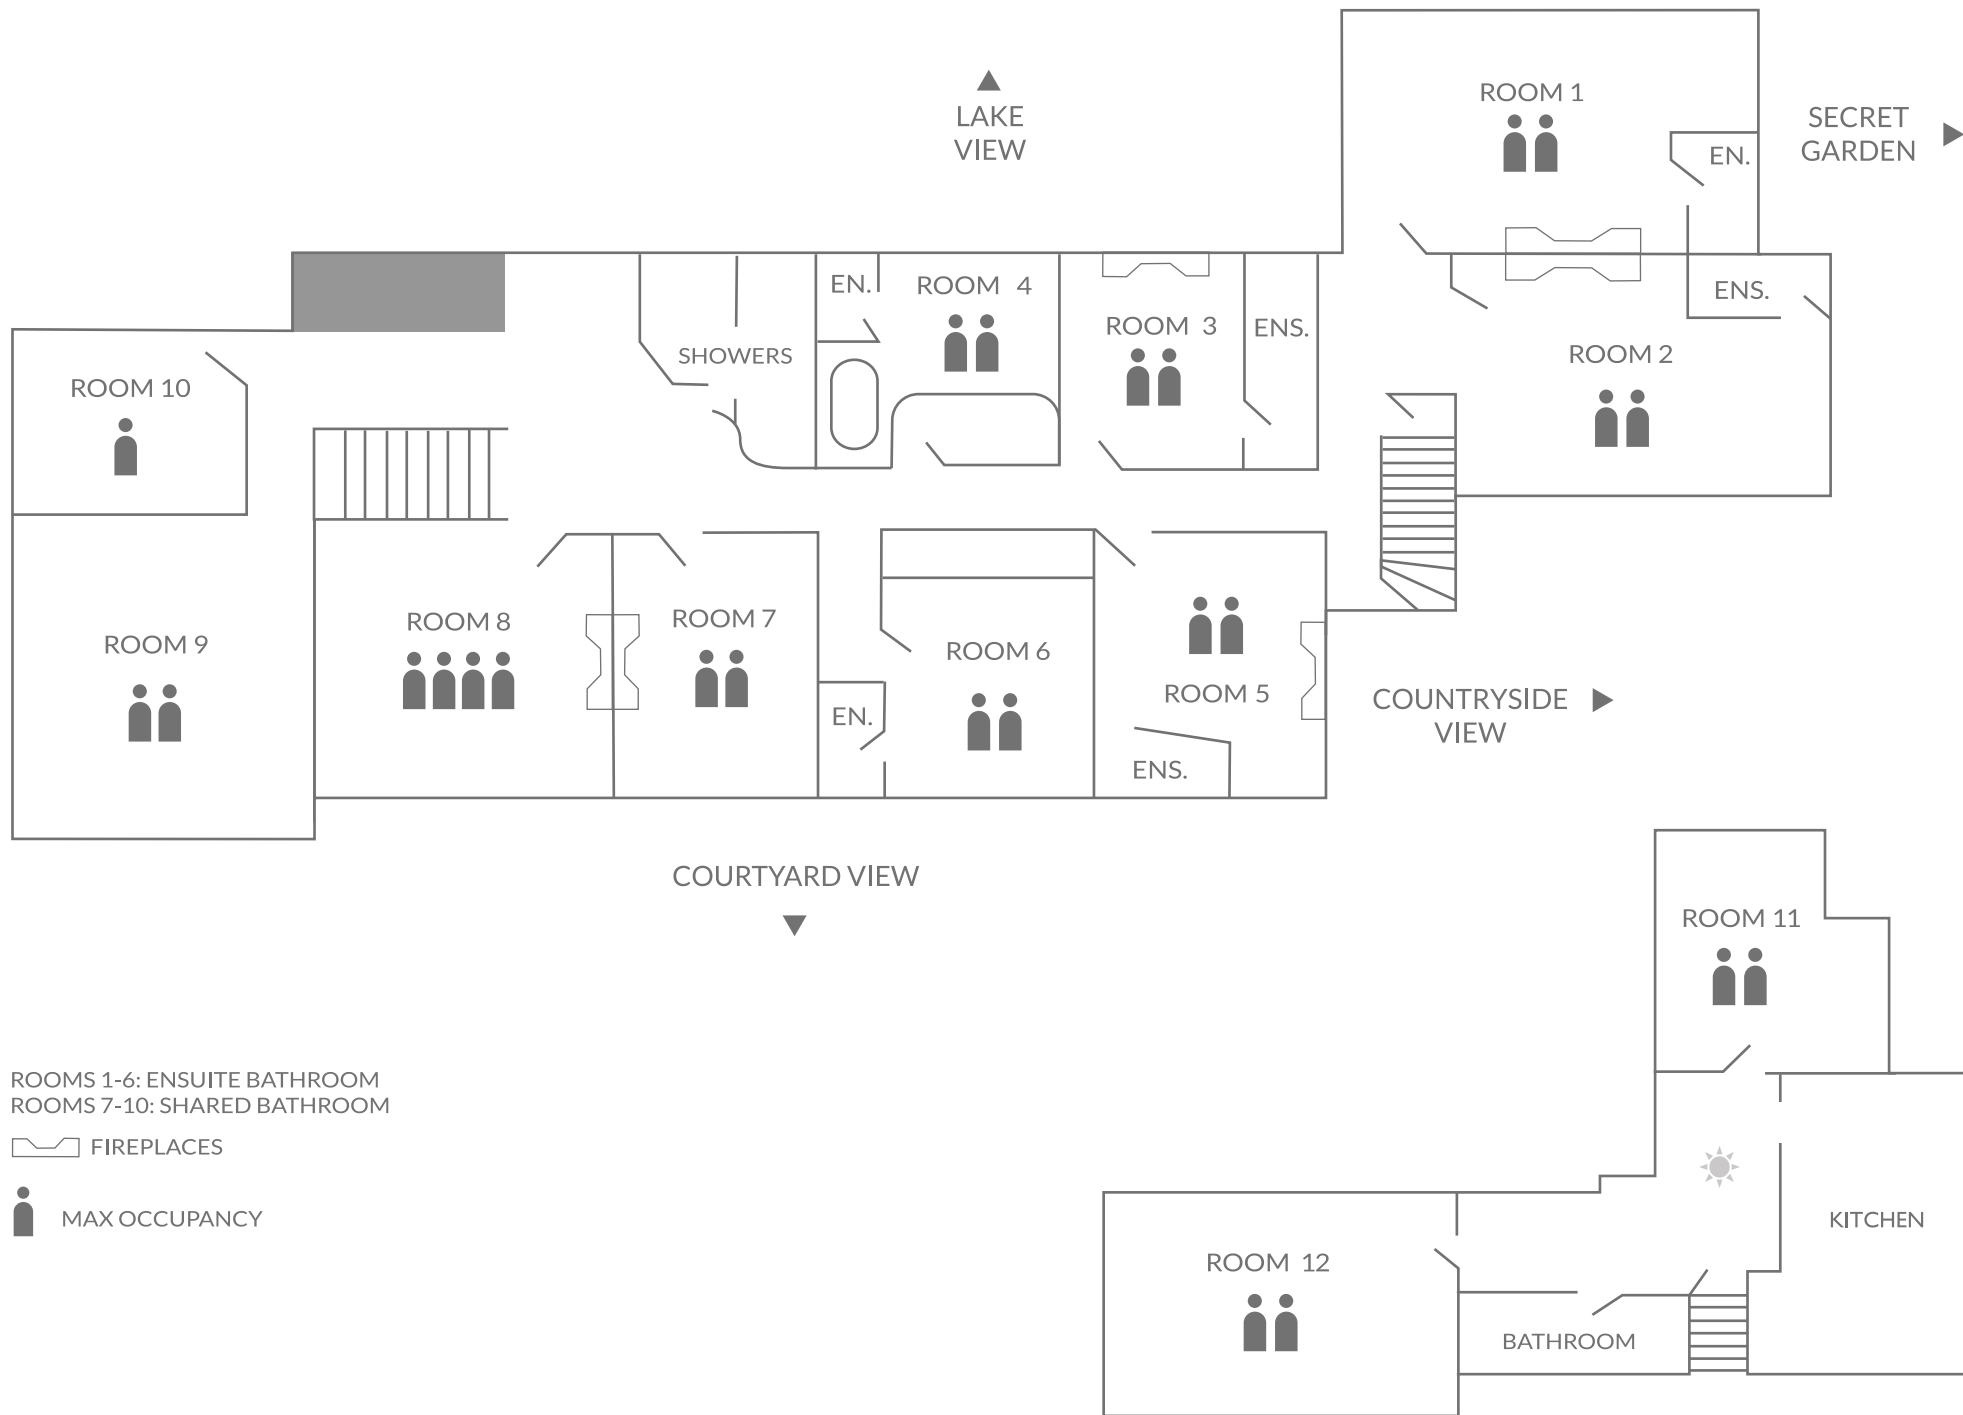 LAKE
VIEW
ROOM 1
SECRET
GARDEN
EN.
EN.
ROOM 4
ENS.
ROOM 3
ENS.
SHOWERS
ROOM 2
ROOM 10
ROOM 9
ROOM 8
ROOM 7
ROOM 6
ROOM 5
COUNTRYSIDE
VIEW
EN.
ENS.
COURTYARD VIEW
ROOM 11
ROOMS 1-6: ENSUITE BATHROOM
ROOMS 7-10: SHARED BATHROOM
FIREPLACES
MAX OCCUPANCY
KITCHEN
ROOM 12
BATHROOM